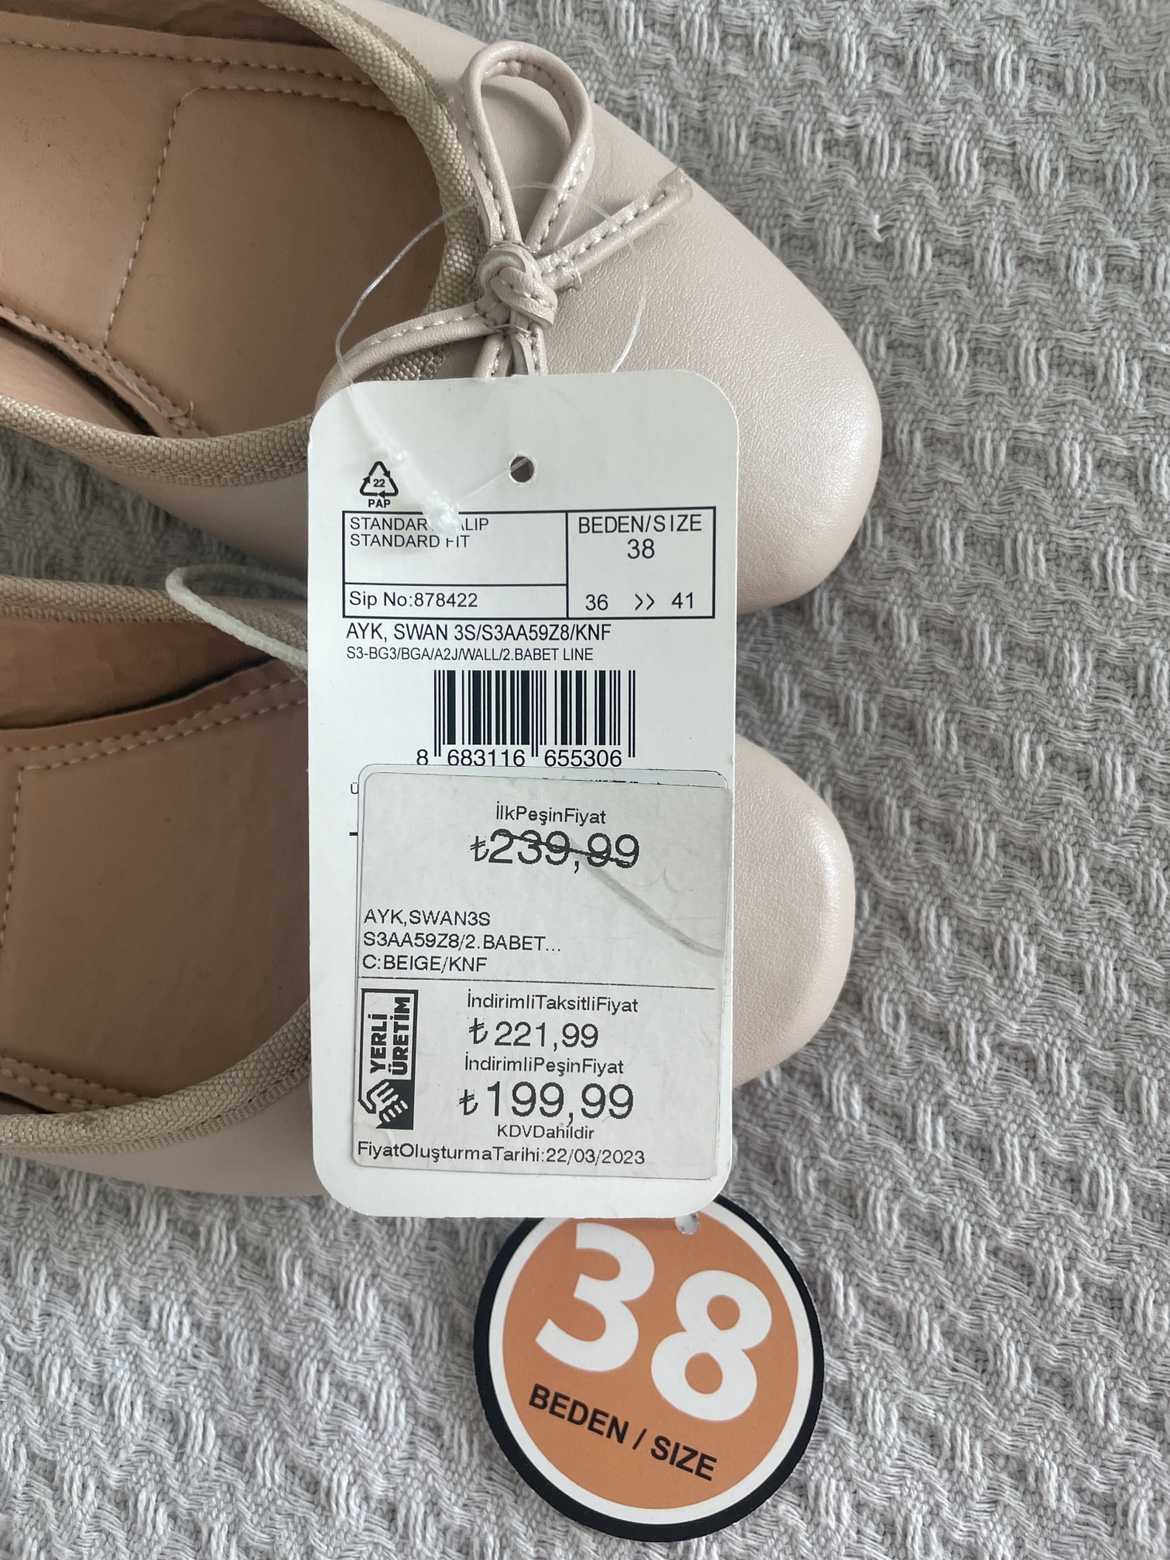 22
PAP
STANDAR
STANDARD FIT
BEDEN/SIZE
38
36 >> 41
Sip No:878422
AYK, SWAN 3S/S3AA59Z8/KNF
S3-BG3/BGA/A2J/WALL/2.BABET LINE
8 683116 655306
İlkPeşinFiyat
₺239,99
AYK,SWAN3S
S3AA59Z8/2.BABET...
C:BEIGE/KNF
YERLİ
ÜRETİM
İndirimliTaksitliFiyat
₺221,99
İndirimliPeşinFiyat
₺199,99
KDVDahildir
FiyatOluşturmaTarihi:22/03/2023
38
BEDEN / SIZE